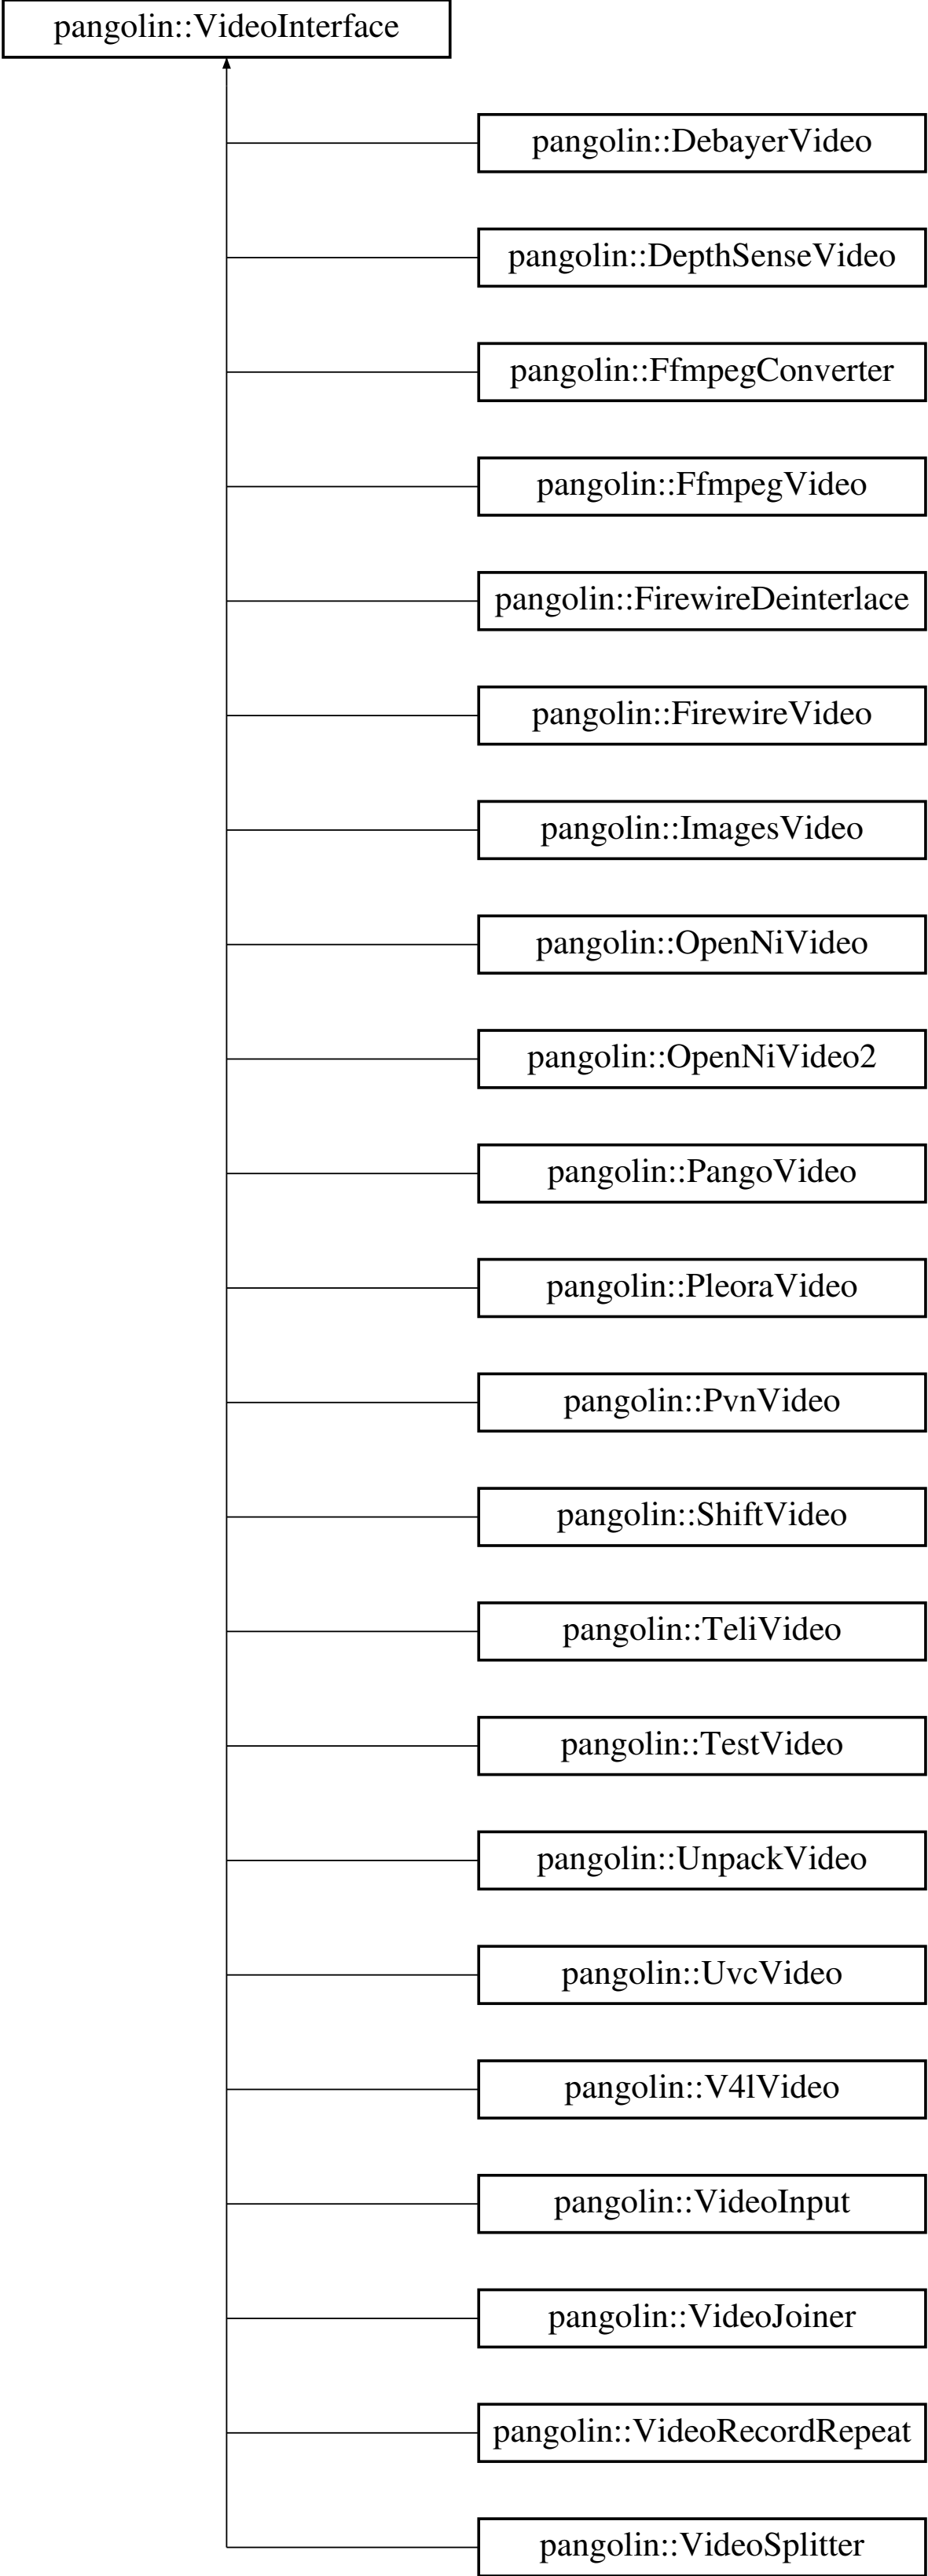 pangolin::VideoInterface
pangolin::DebayerVideo
pangolin::DepthSenseVideo
pangolin::FfmpegConverter
pangolin::FfmpegVideo
pangolin::FirewireDeinterlace
pangolin::FirewireVideo
pangolin::ImagesVideo
pangolin::OpenNiVideo
pangolin::OpenNiVideo2
pangolin::PangoVideo
pangolin::PleoraVideo
pangolin::PvnVideo
pangolin::ShiftVideo
pangolin::TeliVideo
pangolin::TestVideo
pangolin::UnpackVideo
pangolin::UvcVideo
pangolin::V4lVideo
pangolin::VideoInput
pangolin::VideoJoiner
pangolin::VideoRecordRepeat
pangolin::VideoSplitter